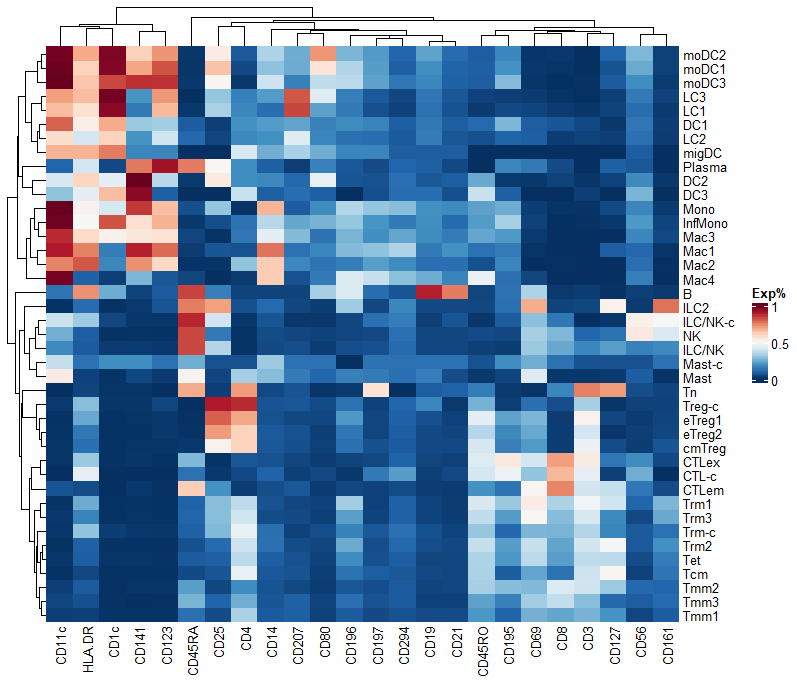 moDC2
moDC1
moDC3
LC3
LC1
DC1
LC2
migDC
Plasma
DC2
DC3
Mono
InfMono
Mac3
Mac1
Mac2
Mac4
B
ILC2
ILC/NK-c
NK
ILC/NK
Mast-c
Mast
Tn
Treg-c
eTreg1
eTreg2
cmTreg
CTLex
CTL-c
CTLem
Trm1
Trm3
Trm-c
Trm2
Tet
Tcm
Tmm2
Tmm3
Tmm1
Exp%
1
0.5
0
CD11c
HLA.DR
CD1c
CD141
CD123
CD45RA
CD25
CD4
CD14
CD207
CD80
CD196
CD197
CD294
CD19
CD21
CD45RO
CD195
CD69
CD8
CD3
CD127
CD56
CD161